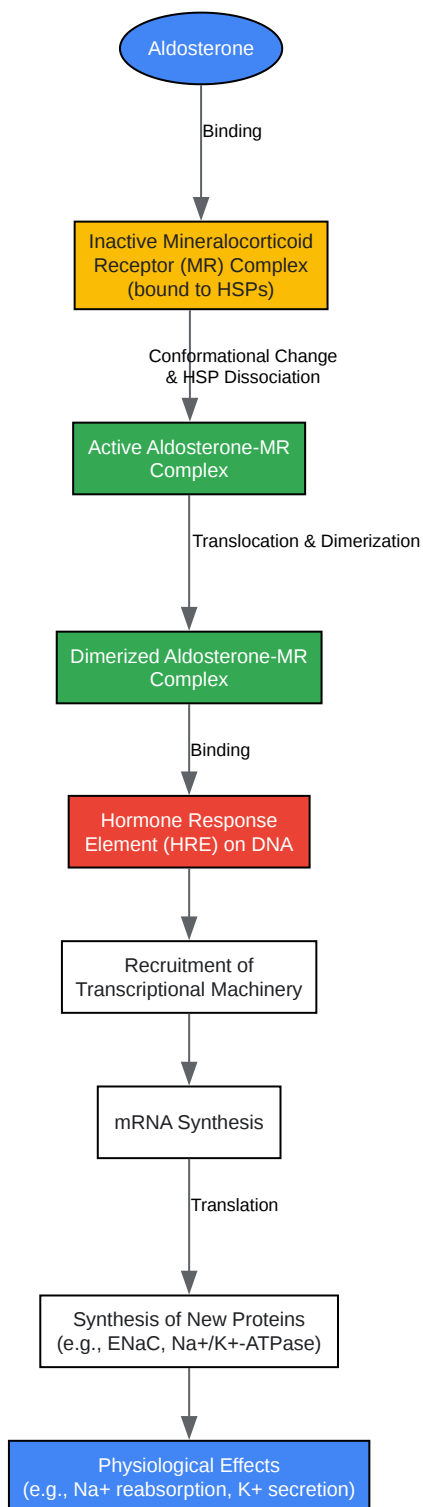 Aldosterone
Binding
Inactive Mineralocorticoid
Receptor (MR) Complex
(bound to HSPs)
Conformational Change
& HSP Dissociation
Active Aldosterone-MR
Complex
Translocation & Dimerization
Dimerized Aldosterone-MR
Complex
Binding
Hormone Response
Element (HRE) on DNA
Recruitment of
Transcriptional Machinery
mRNA Synthesis
Translation
Synthesis of New Proteins
(e.g., ENaC, Na+/K+-ATPase)
Physiological Effects
(e.g., Na+ reabsorption, K+ secretion)